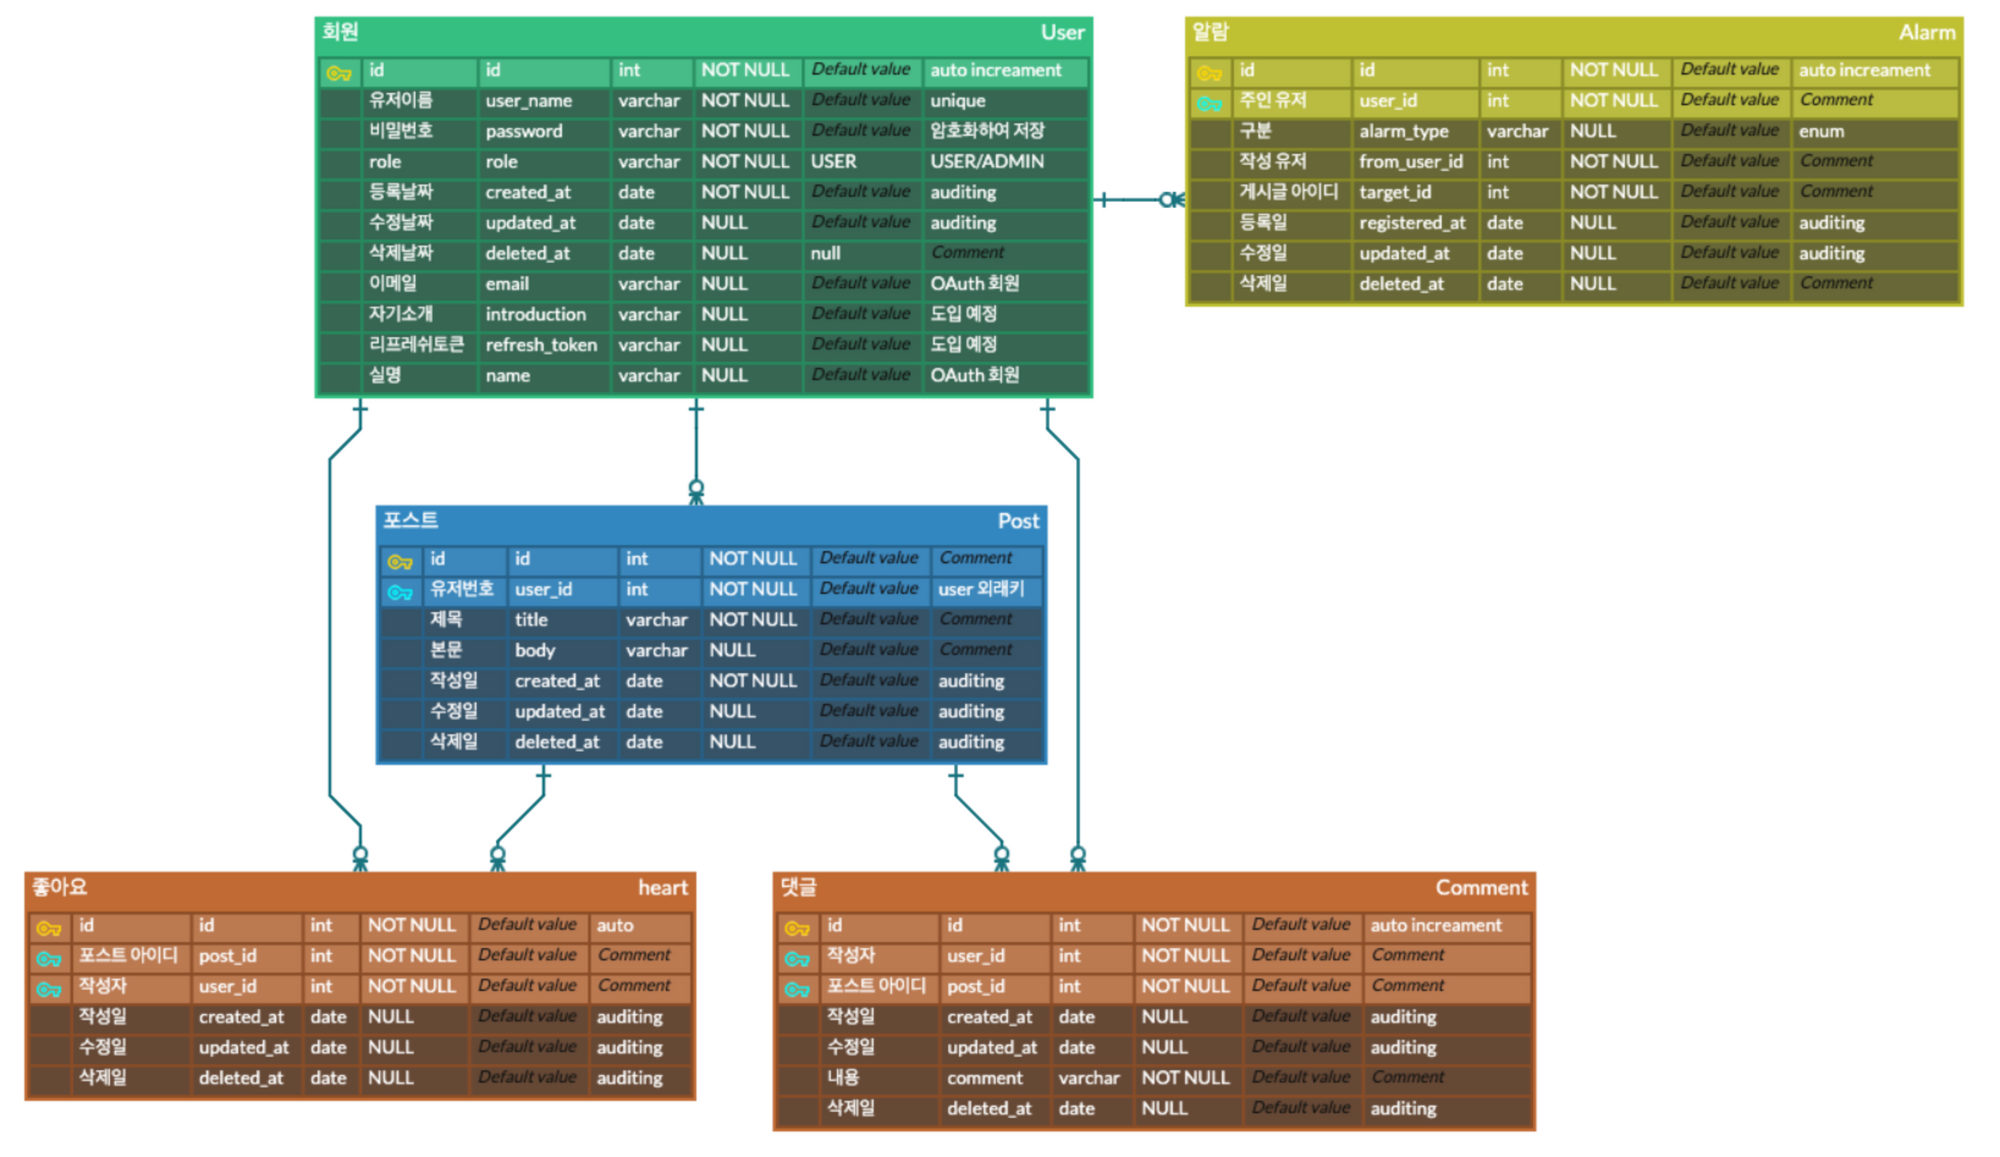 회원 User
id id int NOT NULL Default value auto increament
유저이름 user_name varchar NOT NULL Default value unique
비밀번호 password varchar NOT NULL Default value 암호화하여 저장
role role varchar NOT NULL USER USER/ADMIN
등록날짜 created_at date NOT NULL Default value auditing
수정날짜 updated_at date NULL Default value auditing
삭제날짜 deleted_at date NULL null Comment
이메일 email varchar NULL Default value OAuth 회원
자기소개 introduction varchar NULL Default value 도입 예정
리프레쉬토큰 refresh_token varchar NULL Default value 도입 예정
실명 name varchar NULL Default value OAuth 회원
알람 Alarm
id id int NOT NULL Default value auto increament
주인 유저 user_id int NOT NULL Default value Comment
구분 alarm_type varchar NULL Default value enum
작성 유저 from_user_id int NOT NULL Default value Comment
게시글 아이디 target_id int NOT NULL Default value Comment
등록일 registered_at date NULL Default value auditing
수정일 updated_at date NULL Default value auditing
삭제일 deleted_at date NULL Default value Comment
포스트 Post
id id int NOT NULL Default value Comment
유저번호 user_id int NOT NULL Default value user 외래키
제목 title varchar NOT NULL Default value Comment
본문 body varchar NULL Default value Comment
작성일 created_at date NOT NULL Default value auditing
수정일 updated_at date NULL Default value auditing
삭제일 deleted_at date NULL Default value auditing
좋아요 heart
id id int NOT NULL Default value auto
포스트 아이디 post_id int NOT NULL Default value Comment
작성자 user_id int NOT NULL Default value Comment
작성일 created_at date NULL Default value auditing
수정일 updated_at date NULL Default value auditing
삭제일 deleted_at date NULL Default value auditing
댓글 Comment
id id int NOT NULL Default value auto increament
작성자 user_id int NOT NULL Default value Comment
포스트 아이디 post_id int NOT NULL Default value Comment
작성일 created_at date NULL Default value auditing
수정일 updated_at date NULL Default value auditing
내용 comment varchar NOT NULL Default value Comment
삭제일 deleted_at date NULL Default value auditing